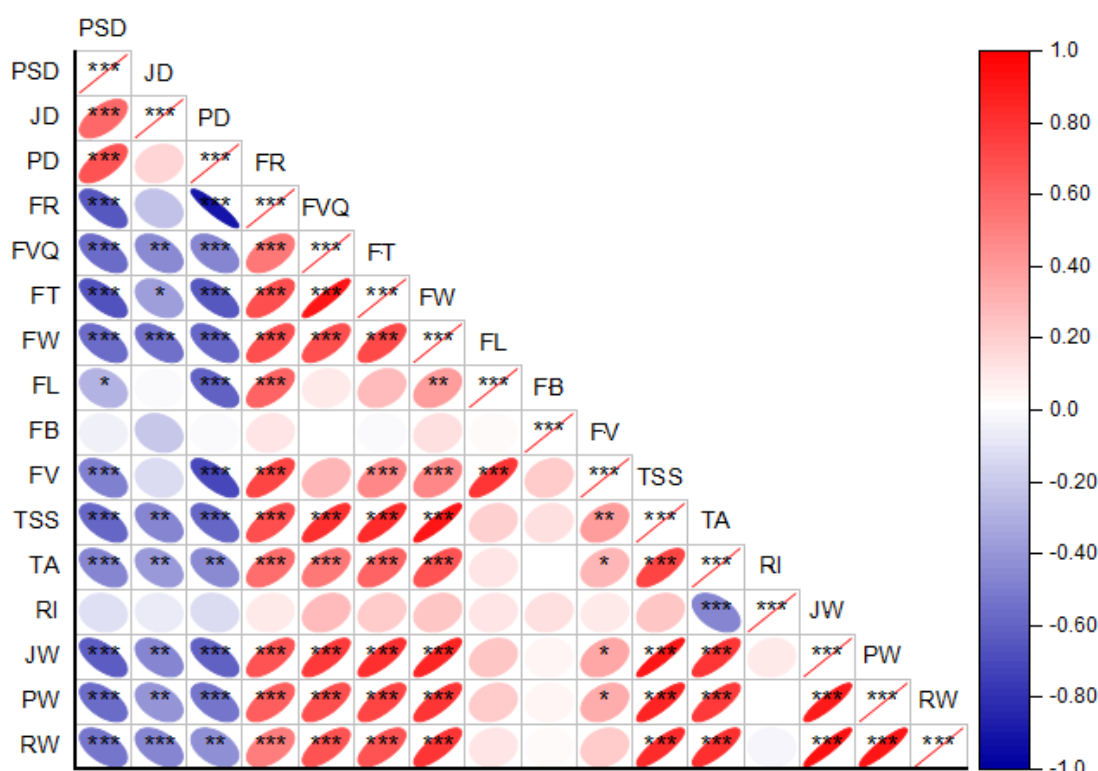 PSD
PSD *** JD
JD *** *** PD
PD *** *** FR
FR *** *** *** FVQ
FVQ *** ** *** *** *** FT
FT *** * *** *** *** *** FW
FW *** *** *** *** *** *** *** FL
FL * *** *** ** *** FB
FB *** FV
FV *** *** *** *** *** *** *** TSS
TSS *** ** *** *** *** *** *** ** *** TA
TA *** ** ** *** *** *** *** * *** *** RI
RI *** *** JW
JW *** ** *** *** *** *** *** * *** *** *** PW
PW *** ** *** *** *** *** *** * *** *** *** *** RW
RW *** *** ** *** *** *** *** *** *** *** *** ***
1.0
0.80
0.60
0.40
0.20
0.0
-0.20
-0.40
-0.60
-0.80
-1.0